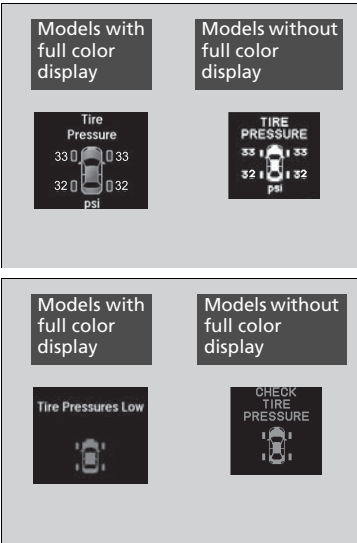 Models with
full color
display
Models without
full color
display
Tire
Pressure
33 33
32 32
psi
TIRE
PRESSURE
33 33
32 32
psi
Models with
full color
display
Models without
full color
display
Tire Pressures Low
CHECK
TIRE
PRESSURE